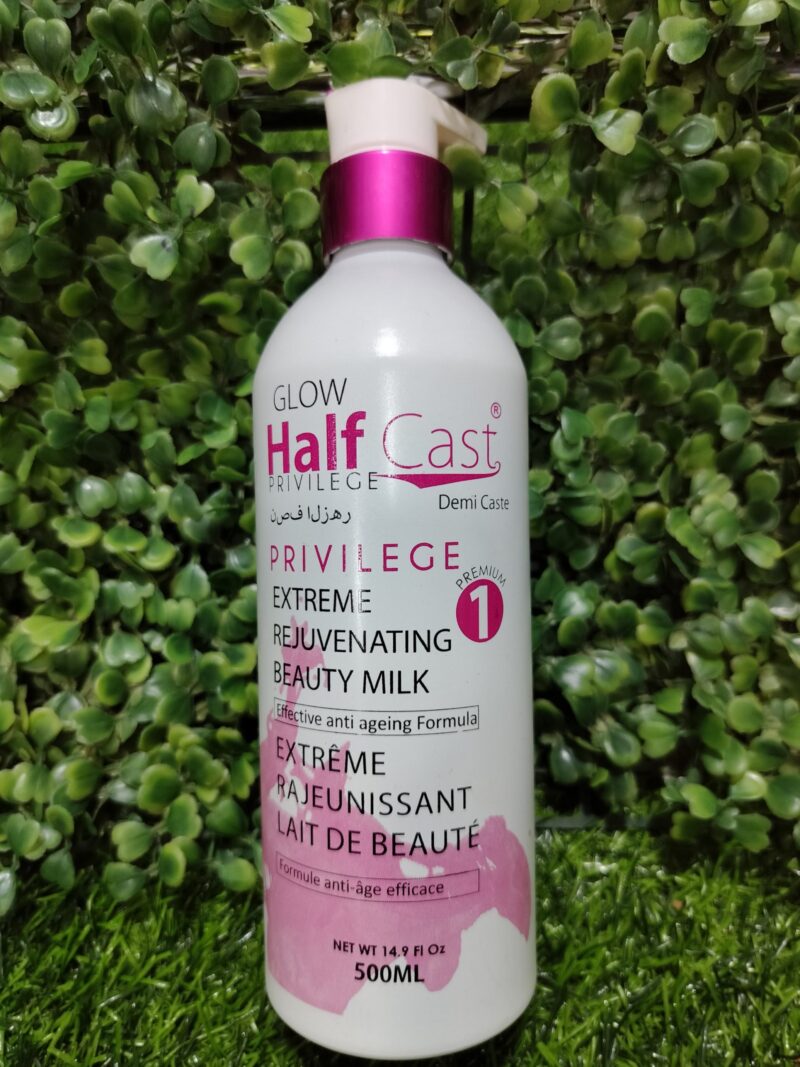 GLOW
Half Cast®
PRIVILEGE
Demi Caste
رهزلا فصن
PRIVILEGE
PREMIUM
1
EXTREME
REJUVENATING
BEAUTY MILK
Effective anti ageing Formula
EXTRÊME
RAJEUNISSANT
LAIT DE BEAUTÉ
Formule anti-âge efficace
NET WT 14.9 Fl Oz
500ML